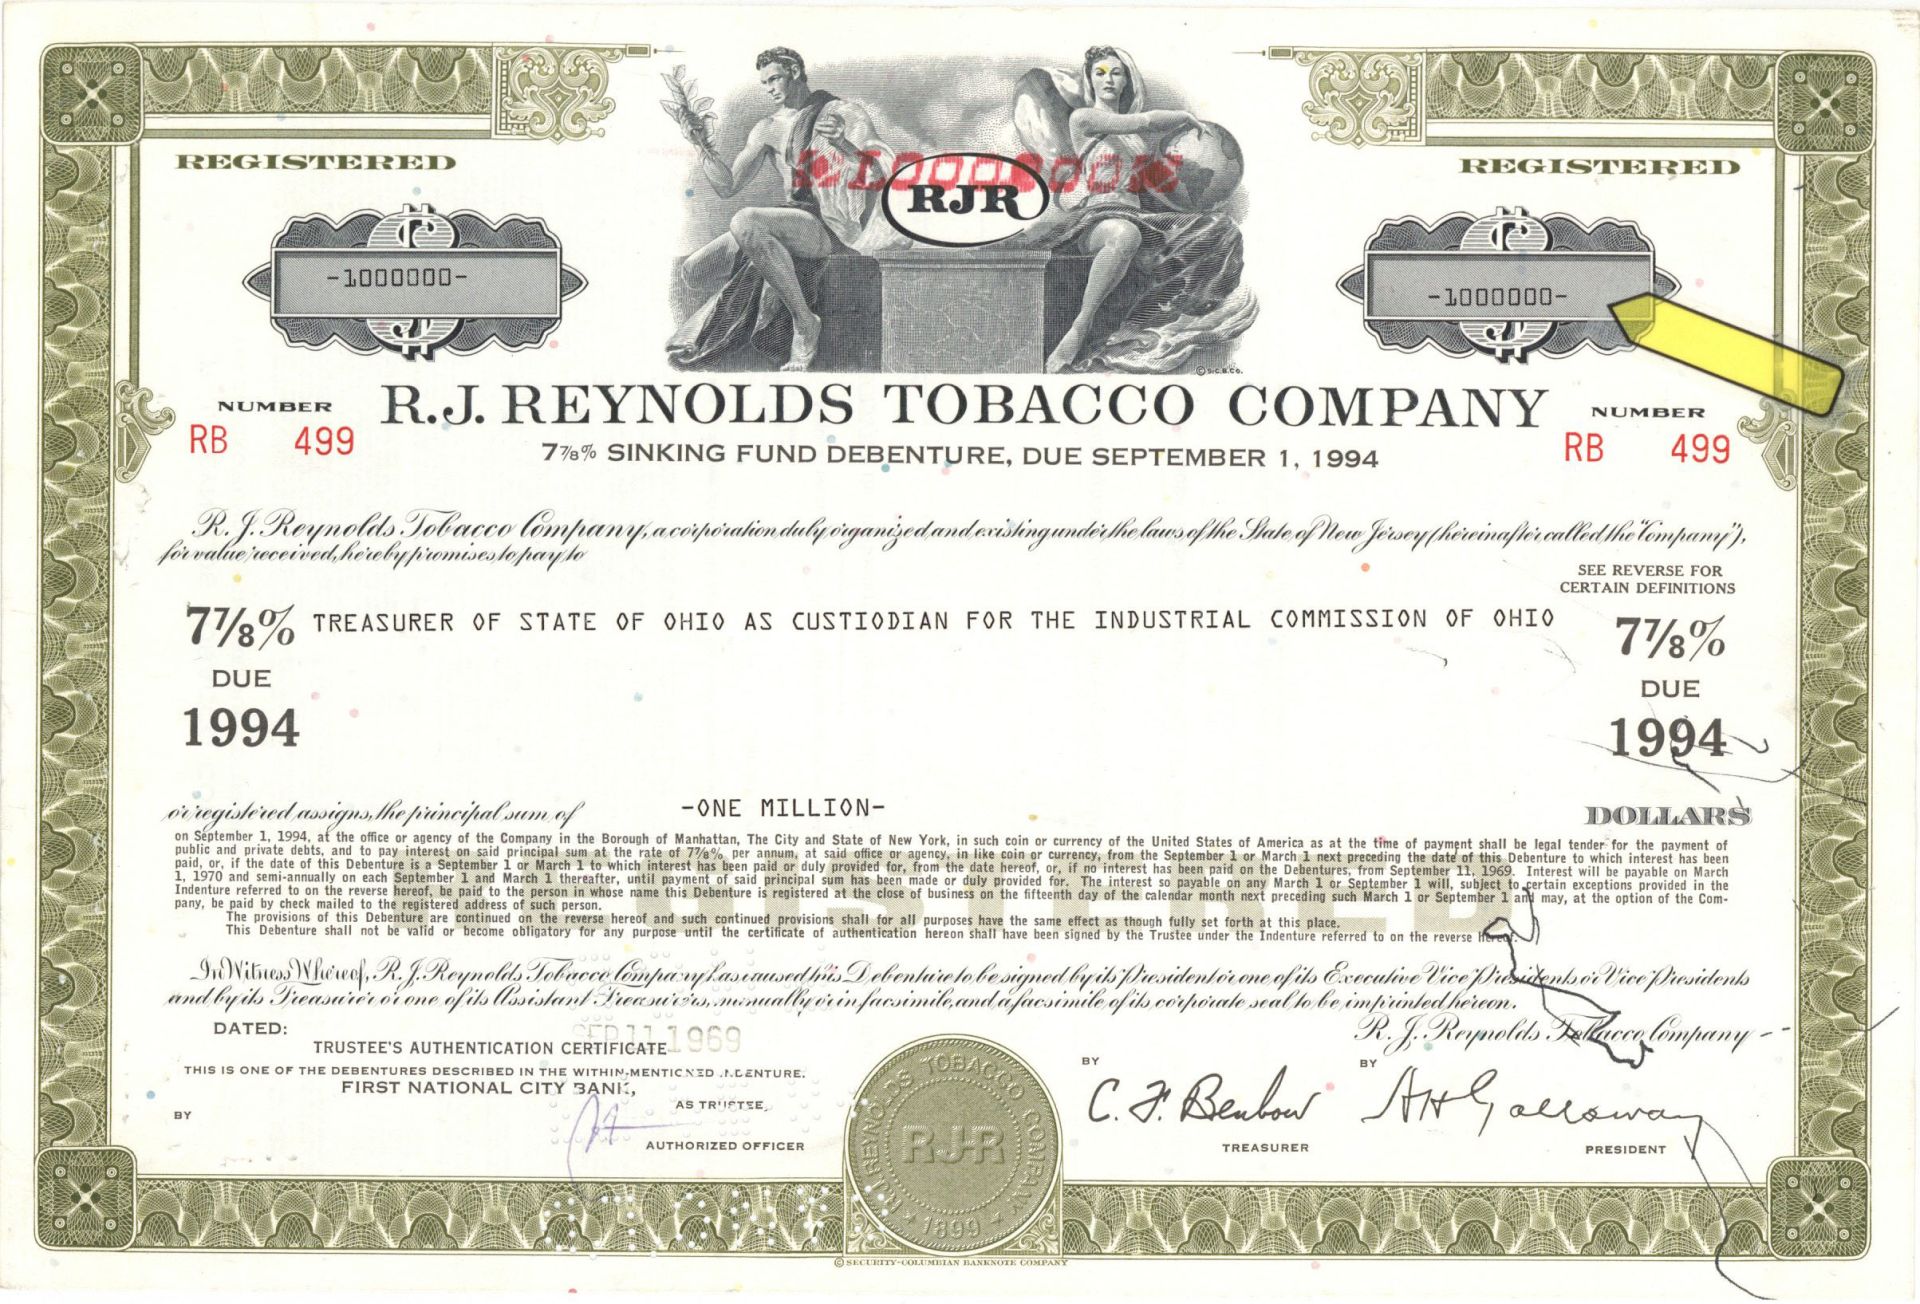 REGISTERED
REGISTERED
RJR
-1000000-
-1000000-
© S.C.B.CO.
R.J. REYNOLDS TOBACCO COMPANY
NUMBER
RB 499
NUMBER
RB 499
7⅞% SINKING FUND DEBENTURE, DUE SEPTEMBER 1, 1994
R. J. Reynolds Tobacco Company, a corporation duly organized and existing under the laws of the State of New Jersey (hereinafter called the "Company"),
for value received, hereby promises to pay to
SEE REVERSE FOR
CERTAIN DEFINITIONS
7⅞%
DUE
1994
TREASURER OF STATE OF OHIO AS CUSTIODIAN FOR THE INDUSTRIAL COMMISSION OF OHIO
7⅞%
DUE
1994
or registered assigns, the principal sum of -ONE MILLION- DOLLARS
on September 1, 1994, at the office or agency of the Company in the Borough of Manhattan, The City and State of New York, in such coin or currency of the United States of America as at the time of payment shall be legal tender for the payment of
public and private debts, and to pay interest on said principal sum at the rate of 7⅞% per annum, at said office or agency, in like coin or currency, from the September 1 or March 1 next preceding the date of this Debenture to which interest has been
paid, or, if the date of this Debenture is a September 1 or March 1 to which interest has been paid or duly provided for, from the date hereof, or, if no interest has been paid on the Debentures, from September 11, 1969. Interest will be payable on March
1, 1970 and semi-annually on each September 1 and March 1 thereafter, until payment of said principal sum has been made or duly provided for. The interest so payable on any March 1 or September 1 will, subject to certain exceptions provided in the
Indenture referred to on the reverse hereof, be paid to the person in whose name this Debenture is registered at the close of business on the fifteenth day of the calendar month next preceding such March 1 or September 1 and may, at the option of the Com-
pany, be paid by check mailed to the registered address of such person.
The provisions of this Debenture are continued on the reverse hereof and such continued provisions shall for all purposes have the same effect as though fully set forth at this place.
This Debenture shall not be valid or become obligatory for any purpose until the certificate of authentication hereon shall have been signed by the Trustee under the Indenture referred to on the reverse hereof.
In Witness Whereof, R. J. Reynolds Tobacco Company has caused this Debenture to be signed by its President or one of its Executive Vice Presidents or Vice Presidents
and by its Treasurer or one of its Assistant Treasurers, manually or in facsimile, and a facsimile of its corporate seal to be imprinted hereon.
DATED: SEP 11 1969
R. J. Reynolds Tobacco Company
TRUSTEE'S AUTHENTICATION CERTIFICATE
THIS IS ONE OF THE DEBENTURES DESCRIBED IN THE WITHIN-MENTIONED INDENTURE.
FIRST NATIONAL CITY BANK,
AS TRUSTEE,
BY
AUTHORIZED OFFICER
R.J. REYNOLDS TOBACCO COMPANY
RJR
1899
BY
C. F. Benbow
TREASURER
BY
A H Galloway
PRESIDENT
© SECURITY-COLUMBIAN BANKNOTE COMPANY